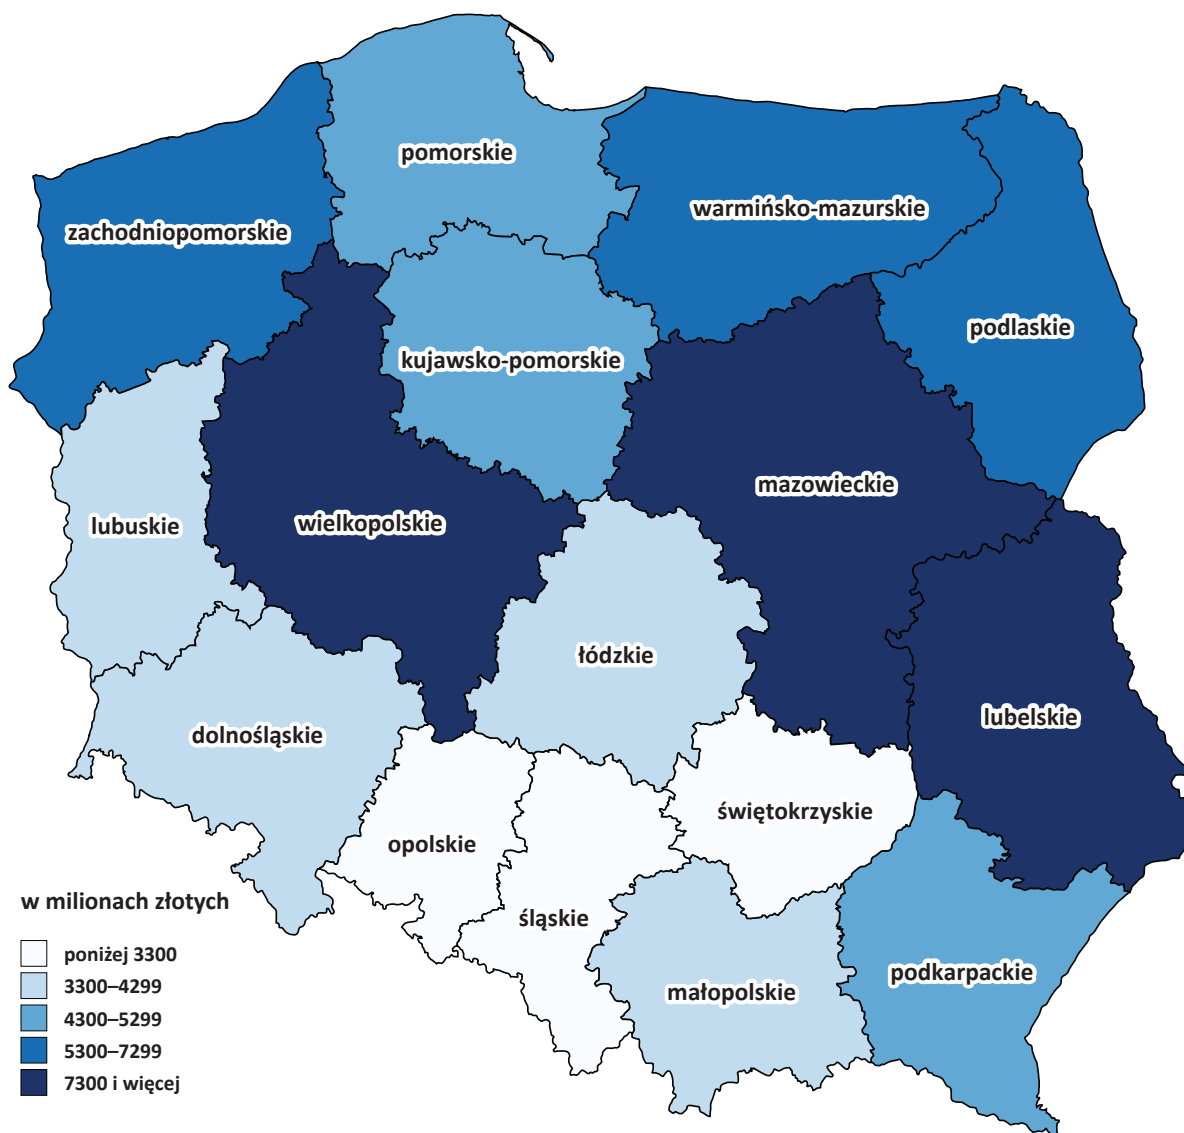 pomorskie
warmińsko-mazurskie
zachodniopomorskie
podlaskie
kujawsko-pomorskie
mazowieckie
wielkopolskie
lubuskie
łódzkie
lubelskie
dolnośląskie
świętokrzyskie
opolskie
śląskie
podkarpackie
małopolskie
w milionach złotych
poniżej 3300
3300–4299
4300–5299
5300–7299
7300 i więcej